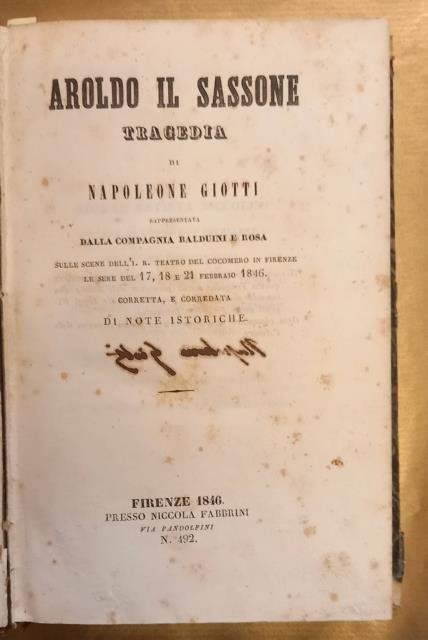 AROLDO IL SASSONE
TRAGEDIA
DI
NAPOLEONE GIOTTI
RAPPRESENTATA
DALLA COMPAGNIA BALDUINI E ROSA
SULLE SCENE DELL'I. R. TEATRO DEL COCOMERO IN FIRENZE
LE SERE DEL 17, 18 E 21 FEBBRAIO 1846.
CORRETTA, E CORREDATA
DI NOTE ISTORICHE
Napoleone Giotti
FIRENZE 1846.
PRESSO NICCOLA FABBRINI
VIA PANDOLFINI
N. 492.